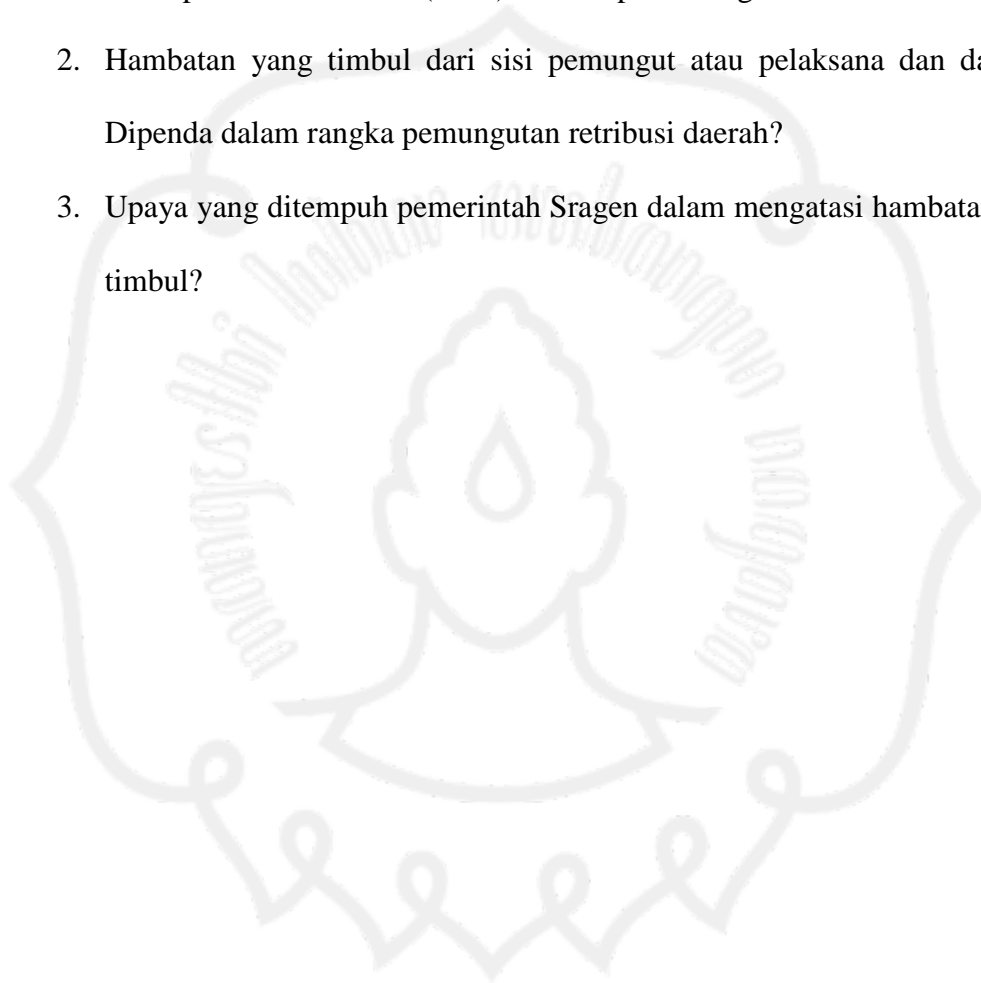 2. Hambatan yang timbul dari sisi pemungut atau pelaksana dan
Dipenda dalam rangka pemungutan retribusi daerah?
3. Upaya yang ditempuh pemerintah Sragen dalam mengatasi
timbul?